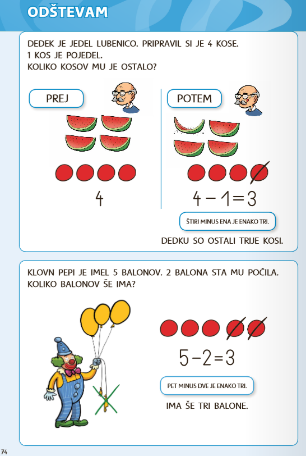 ODŠTEVAM
DEDEK JE JEDEL LUBENICO. PRIPRAVIL SI JE 4 KOSE.
1 KOS JE POJEDEL.
KOLIKO KOSOV MU JE OSTALO?
PREJ
POTEM
4
4 – 1 = 3
ŠTIRI MINUS ENA JE ENAKO TRI.
DEDKU SO OSTALI TRIJE KOSI.
KLOVN PEPI JE IMEL 5 BALONOV. 2 BALONA STA MU POČILA.
KOLIKO BALONOV ŠE IMA?
5–2=3
PET MINUS DVE JE ENAKO TRI.
IMA ŠE TRI BALONE.
74